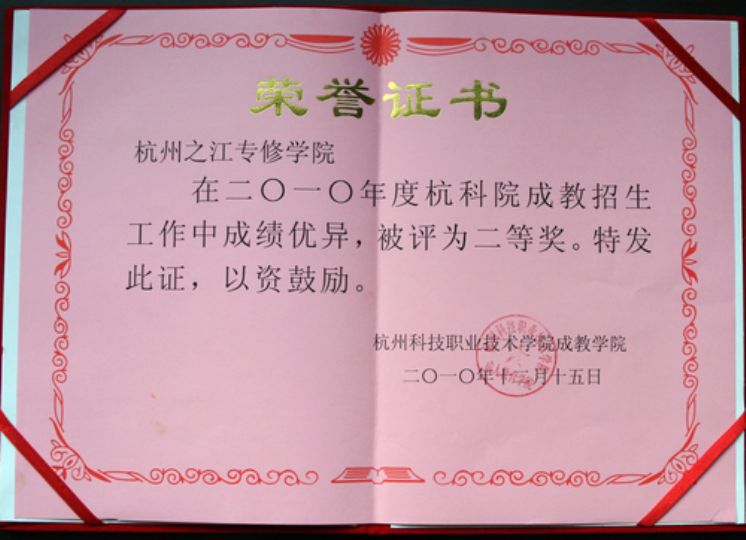 荣誉证书
杭州之江专修学院
在二〇一〇年度杭科院成教招生
工作中成绩优异，被评为二等奖。特发
此证，以资鼓励。
杭州科技职业技术学院成教学院
二〇一〇年十二月十五日